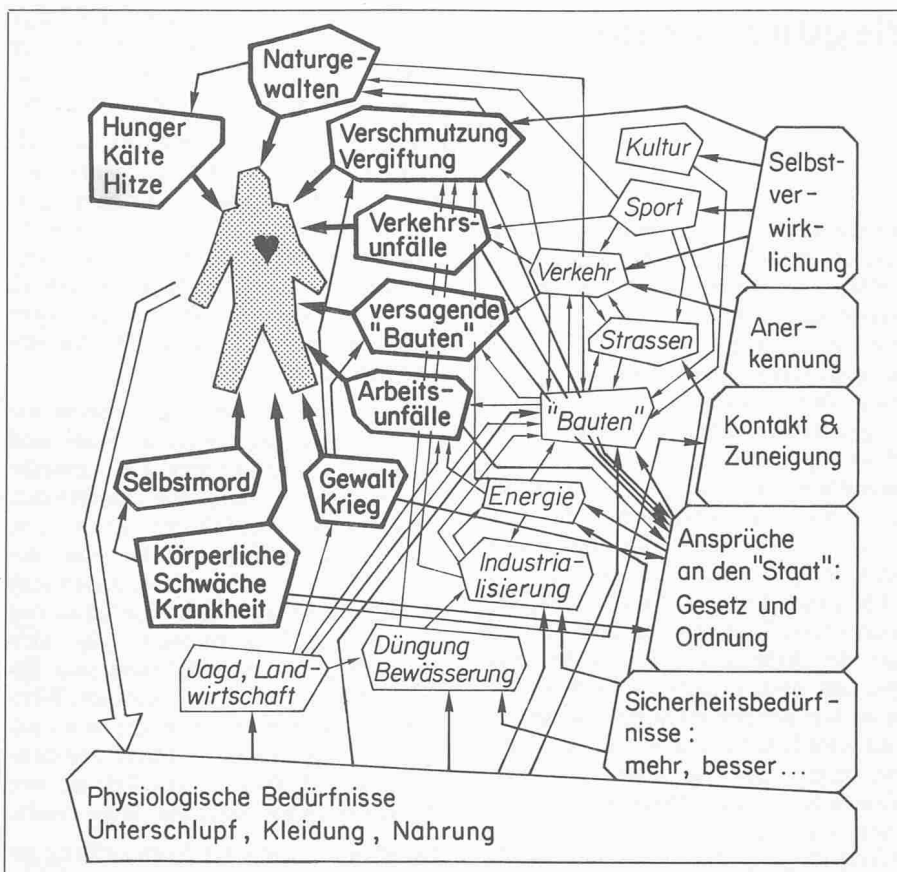 Naturge-
walten
Hunger
Kälte
Hitze
Verschmutzung
Vergiftung
Kultur
Selbst-
ver-
wirk-
lichung
Sport
Verkehrs-
unfälle
Verkehr
versagende
"Bauten"
Strassen
Aner-
kennung
Arbeits-
unfälle
"Bauten"
Kontakt &
Zuneigung
Selbstmord
Gewalt
Krieg
Energie
Ansprüche
an den "Staat":
Gesetz und
Ordnung
Körperliche
Schwäche
Krankheit
Industria-
lisierung
Jagd, Land-
wirtschaft
Düngung
Bewässerung
Sicherheitsbedürf-
nisse:
mehr, besser...
Physiologische Bedürfnisse
Unterschlupf, Kleidung, Nahrung